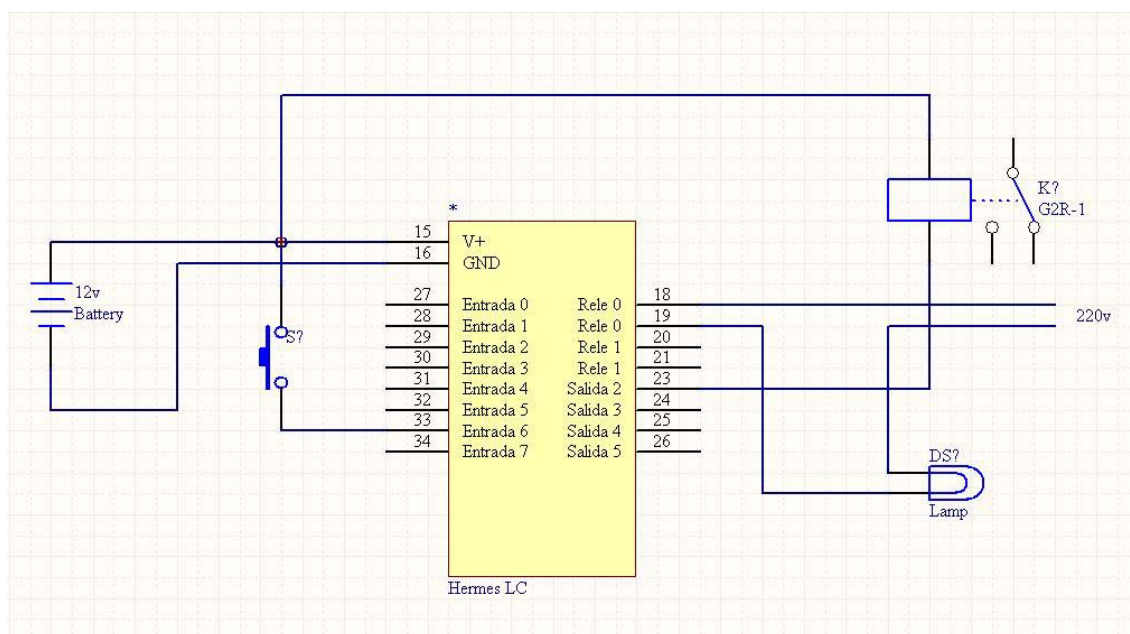 *
15 V+
16 GND
12v
Battery
S?
27 Entrada 0
28 Entrada 1
29 Entrada 2
30 Entrada 3
31 Entrada 4
32 Entrada 5
33 Entrada 6
34 Entrada 7
Rele 0 18
Rele 0 19
Rele 1 20
Rele 1 21
Salida 2 23
Salida 3 24
Salida 4 25
Salida 5 26
Hermes LC
K?
G2R-1
220v
DS?
Lamp